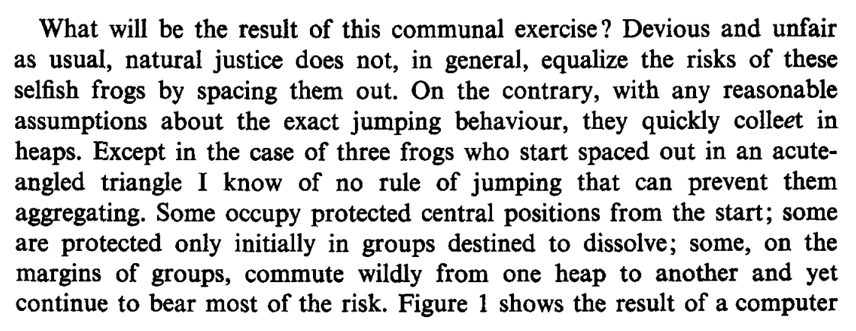 What will be the result of this communal exercise? Devious and unfair
as usual, natural justice does not, in general, equalize the risks of these
selfish frogs by spacing them out. On the contrary, with any reasonable
assumptions about the exact jumping behaviour, they quickly colleet in
heaps. Except in the case of three frogs who start spaced out in an acute-
angled triangle I know of no rule of jumping that can prevent them
aggregating. Some occupy protected central positions from the start; some
are protected only initially in groups destined to dissolve; some, on the
margins of groups, commute wildly from one heap to another and yet
continue to bear most of the risk. Figure 1 shows the result of a computer